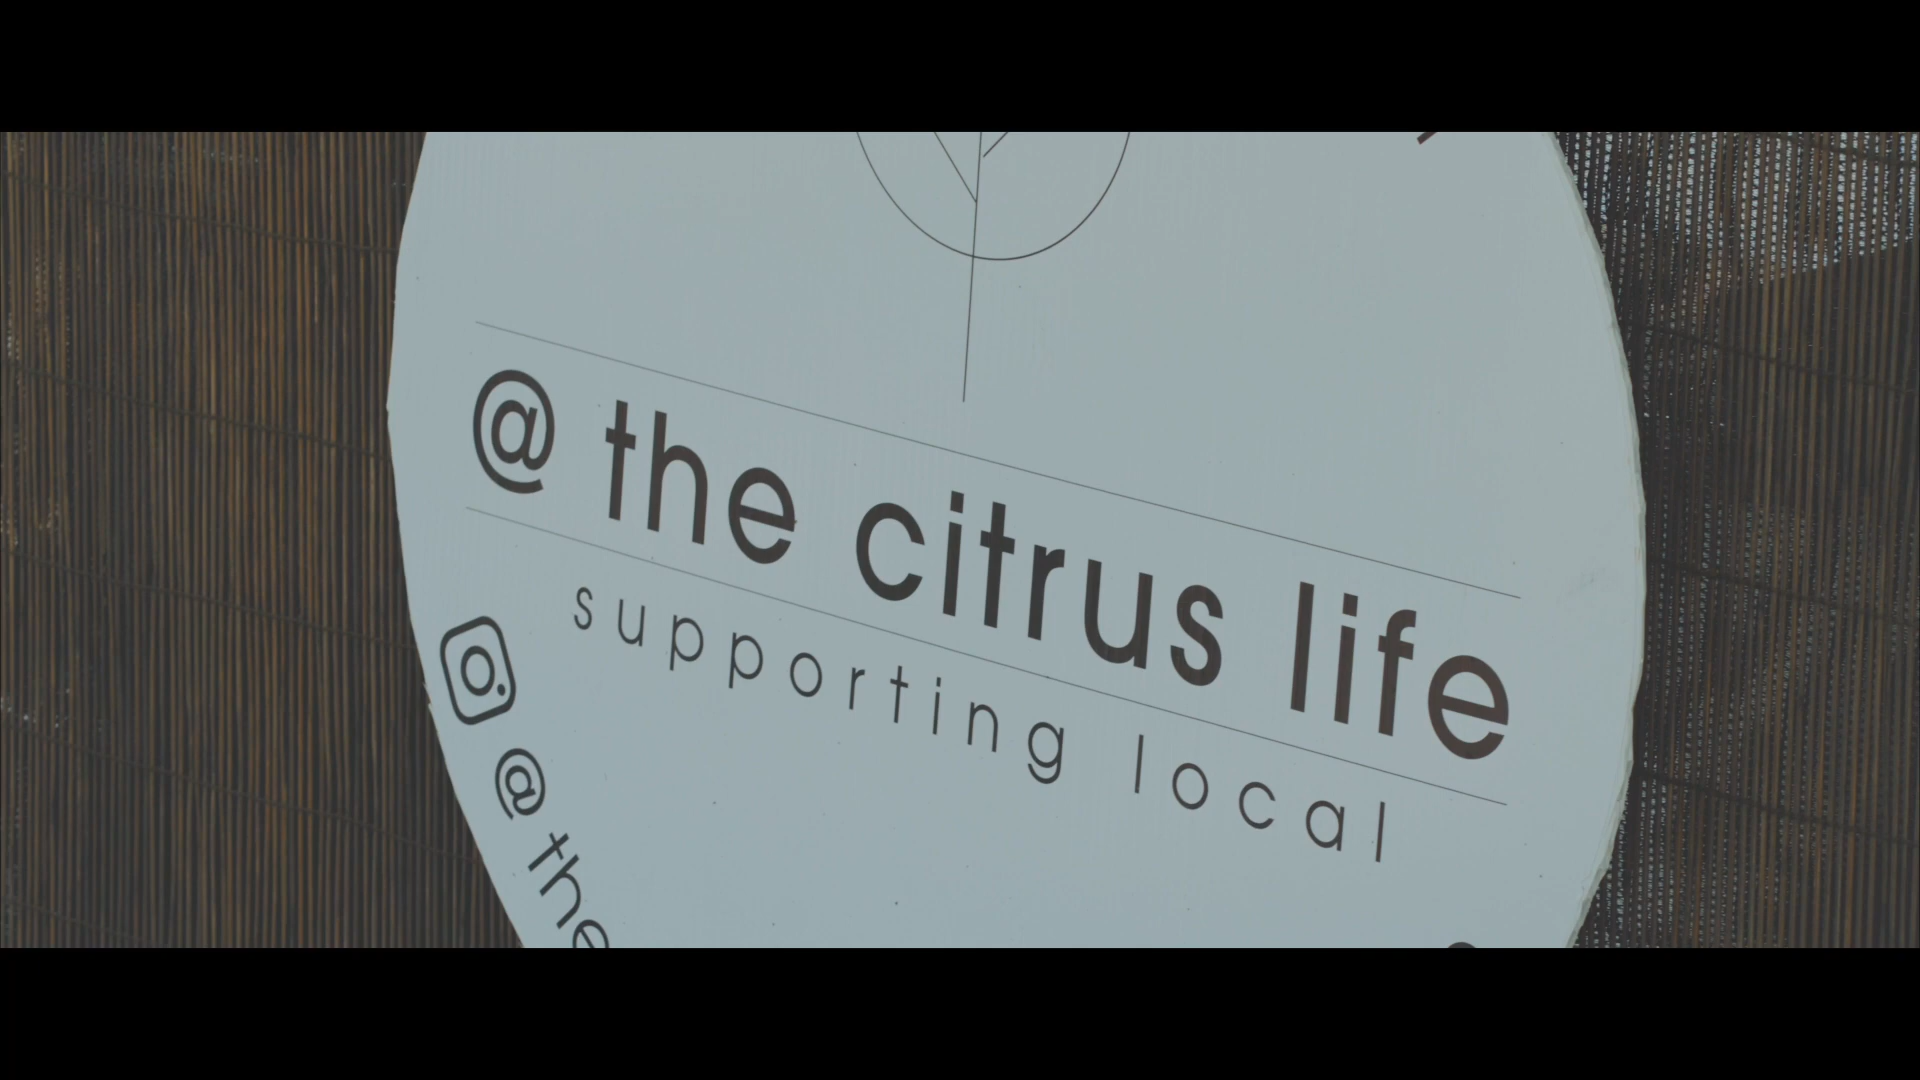 @ the citrus life
supporting local
@the